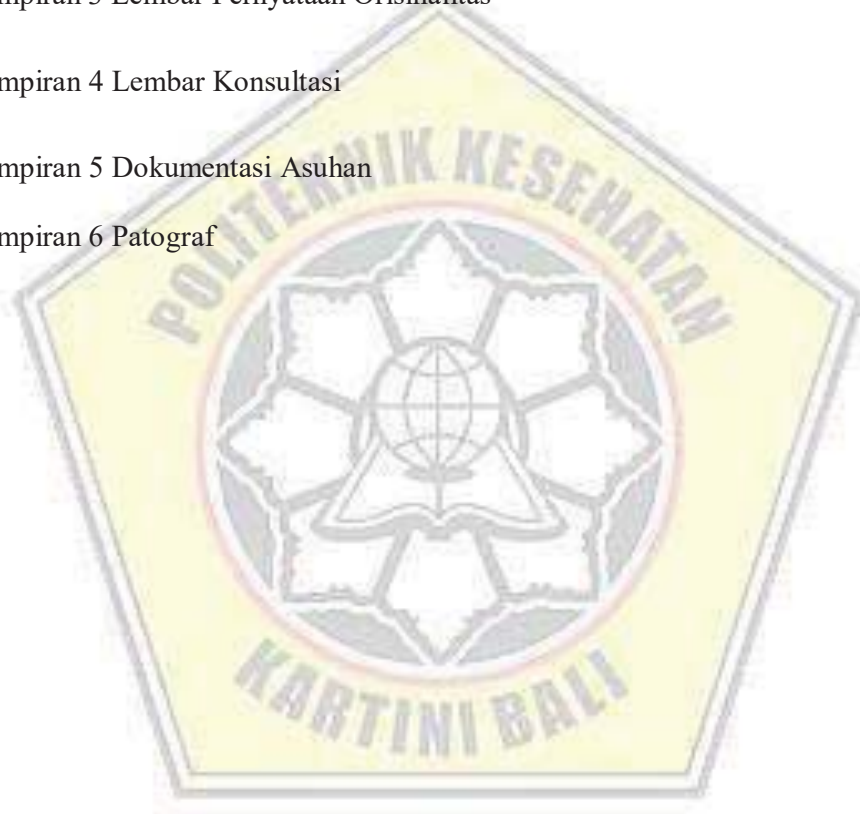 mpiran 3 Lembar Pernyataan Orisinalitas
mpiran 4 Lembar Konsultasi
mpiran 5 Dokumentasi Asuhan
mpiran 6 Patograf
POLITEKNIK KESEHATAN
KARTINI BALI